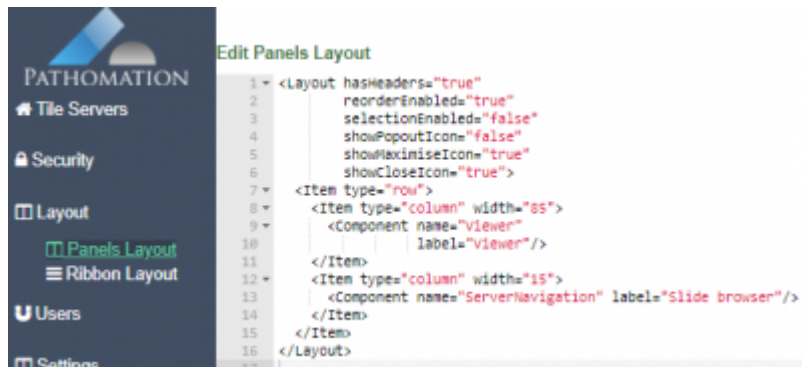 PATHOMATION
Tile Servers
Security
Layout
Panels Layout
Ribbon Layout
Users
Settings
Edit Panels Layout
1 <Layout hasHeaders="true"
2 reorderEnabled="true"
3 selectionEnabled="false"
4 showPopoutIcon="false"
5 showMaximiseIcon="true"
6 showCloseIcon="true">
7 <Item type="row">
8 <Item type="column" width="85">
9 <Component name="Viewer"
10 label="Viewer"/>
11 </Item>
12 <Item type="column" width="15">
13 <Component name="ServerNavigation" label="Slide browser"/>
14 </Item>
15 </Item>
16 </Layout>
17